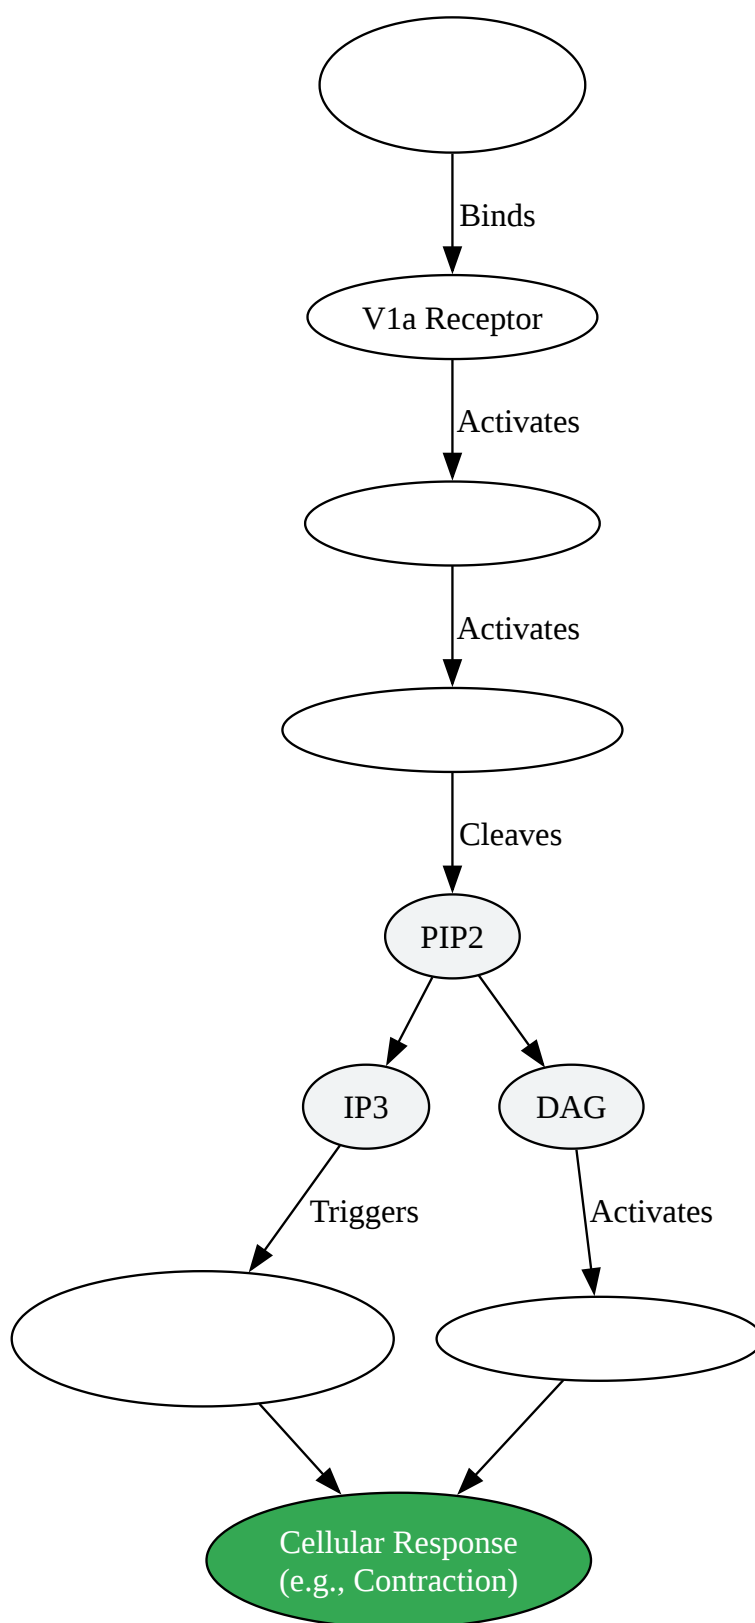 Binds
V1a Receptor
Activates
Activates
Cleaves
PIP2
IP3
DAG
Triggers
Activates
Cellular Response
(e.g., Contraction)